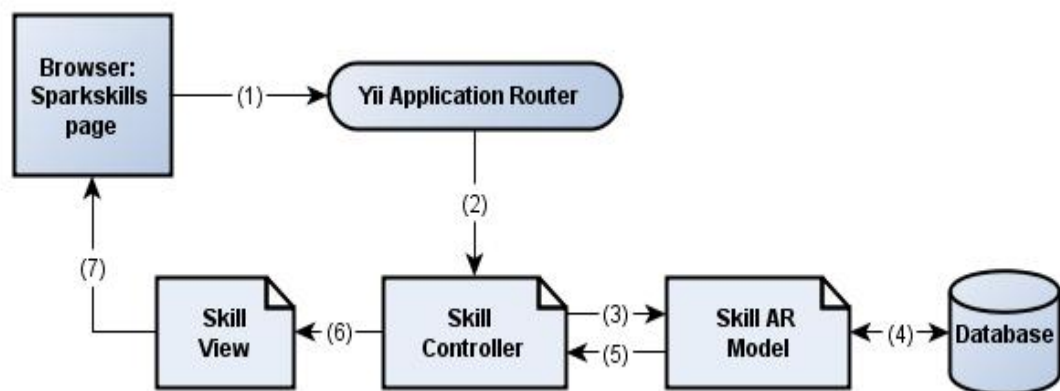 Browser:
Sparkskills
page
(1)
Yii Application Router
(2)
(7)
Skill
View
(6)
Skill
Controller
(3)
(5)
Skill AR
Model
(4)
Database